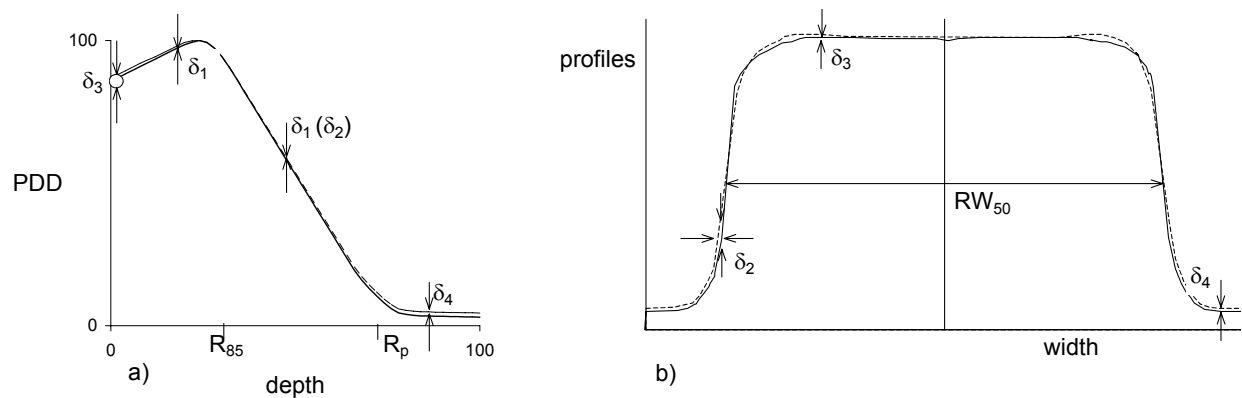 100
δ3
δ1
δ1 (δ2)
PDD
δ4
0
0
R85
Rp
100
a)
depth
profiles
δ3
RW50
δ2
δ4
width
b)